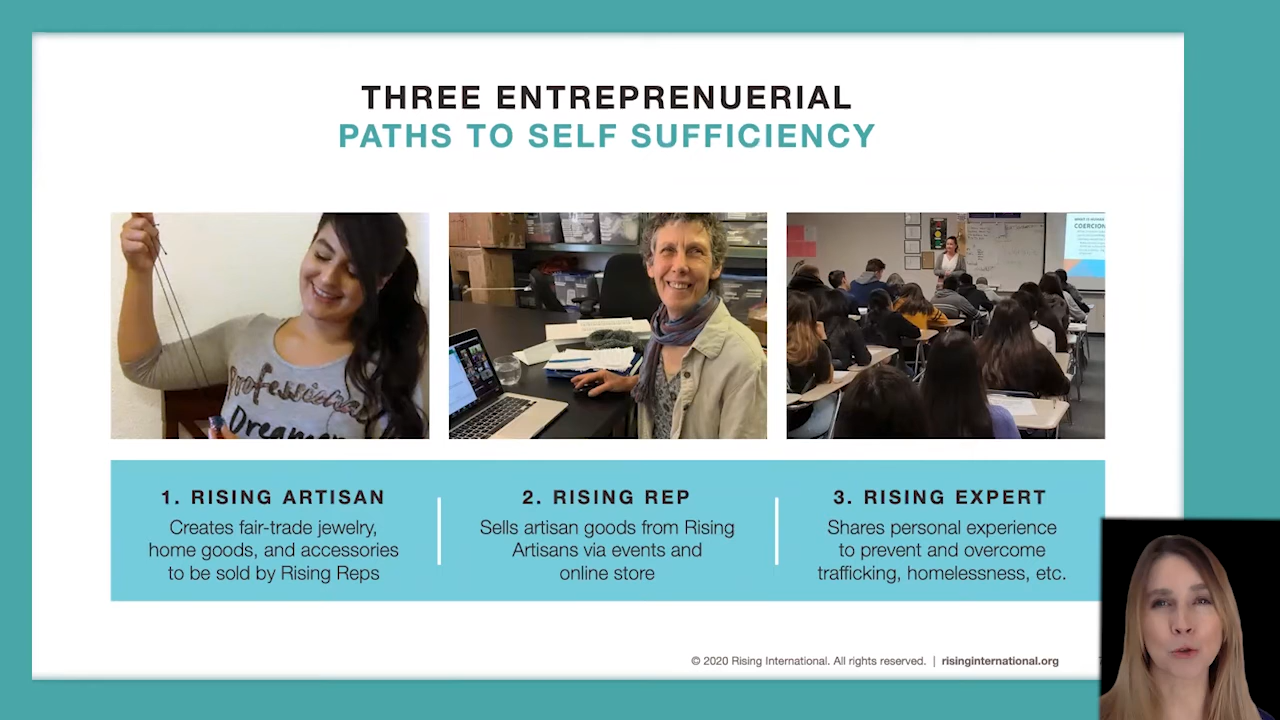 THREE ENTREPRENUERIAL
PATHS TO SELF SUFFICIENCY
Professional
Dreamer
COERCION
1. RISING ARTISAN
Creates fair-trade jewelry,
home goods, and accessories
to be sold by Rising Reps
2. RISING REP
Sells artisan goods from Rising
Artisans via events and
online store
3. RISING EXPERT
Shares personal experience
to prevent and overcome
trafficking, homelessness, etc.
© 2020 Rising International. All rights reserved. | risinginternational.org